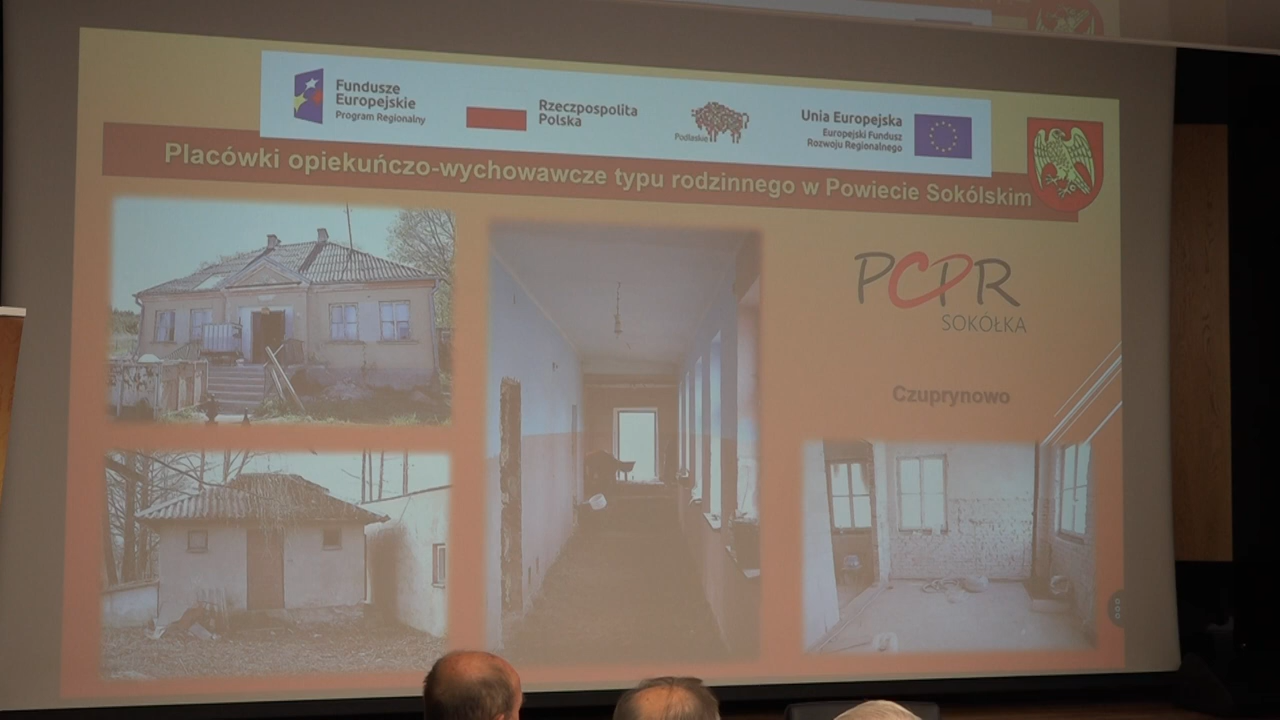 Fundusze
Europejskie
Program Regionalny
Rzeczpospolita
Polska
Podlaskie
Unia Europejska
Europejski Fundusz
Rozwoju Regionalnego
Placówki opiekuńczo-wychowawcze typu rodzinnego w Powiecie Sokólskim
PCPR
SOKÓŁKA
Czuprynowo